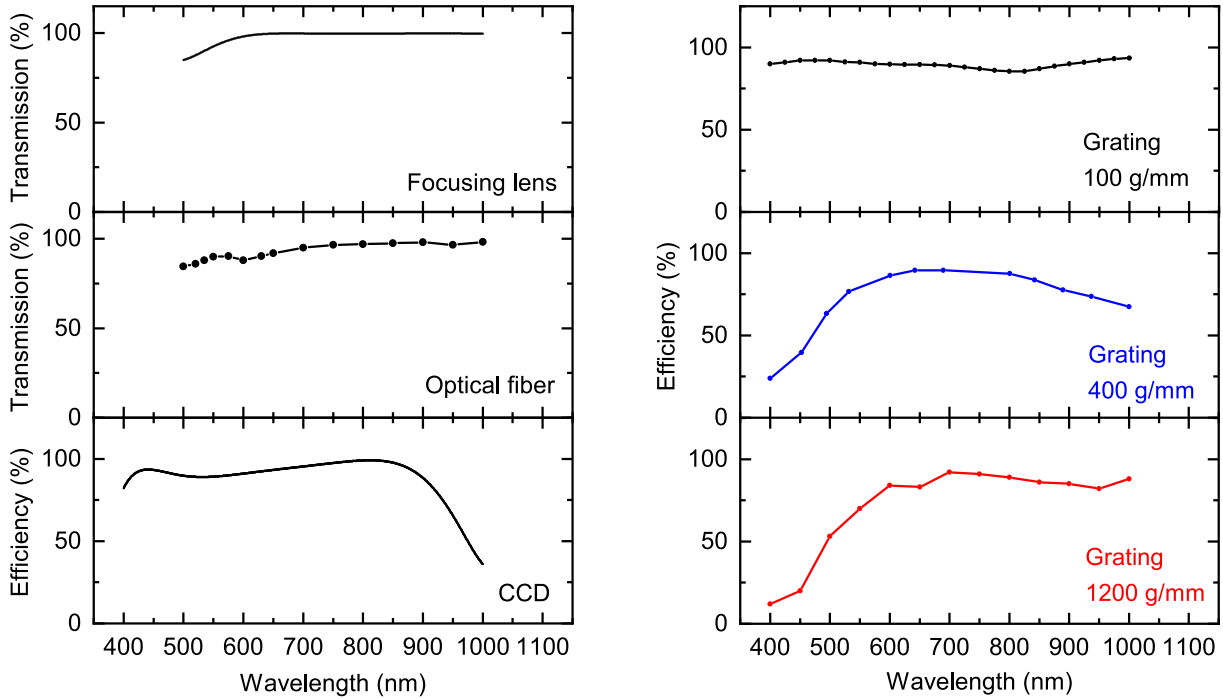 Transmission (%)
100
50
0
Focusing lens
Transmission (%)
100
50
0
Optical fiber
Efficiency (%)
100
50
0
CCD
400 500 600 700 800 900 1000 1100
Wavelength (nm)
Efficiency (%)
100
50
0
Grating
100 g/mm
100
50
0
Grating
400 g/mm
100
50
0
Grating
1200 g/mm
400 500 600 700 800 900 1000 1100
Wavelength (nm)